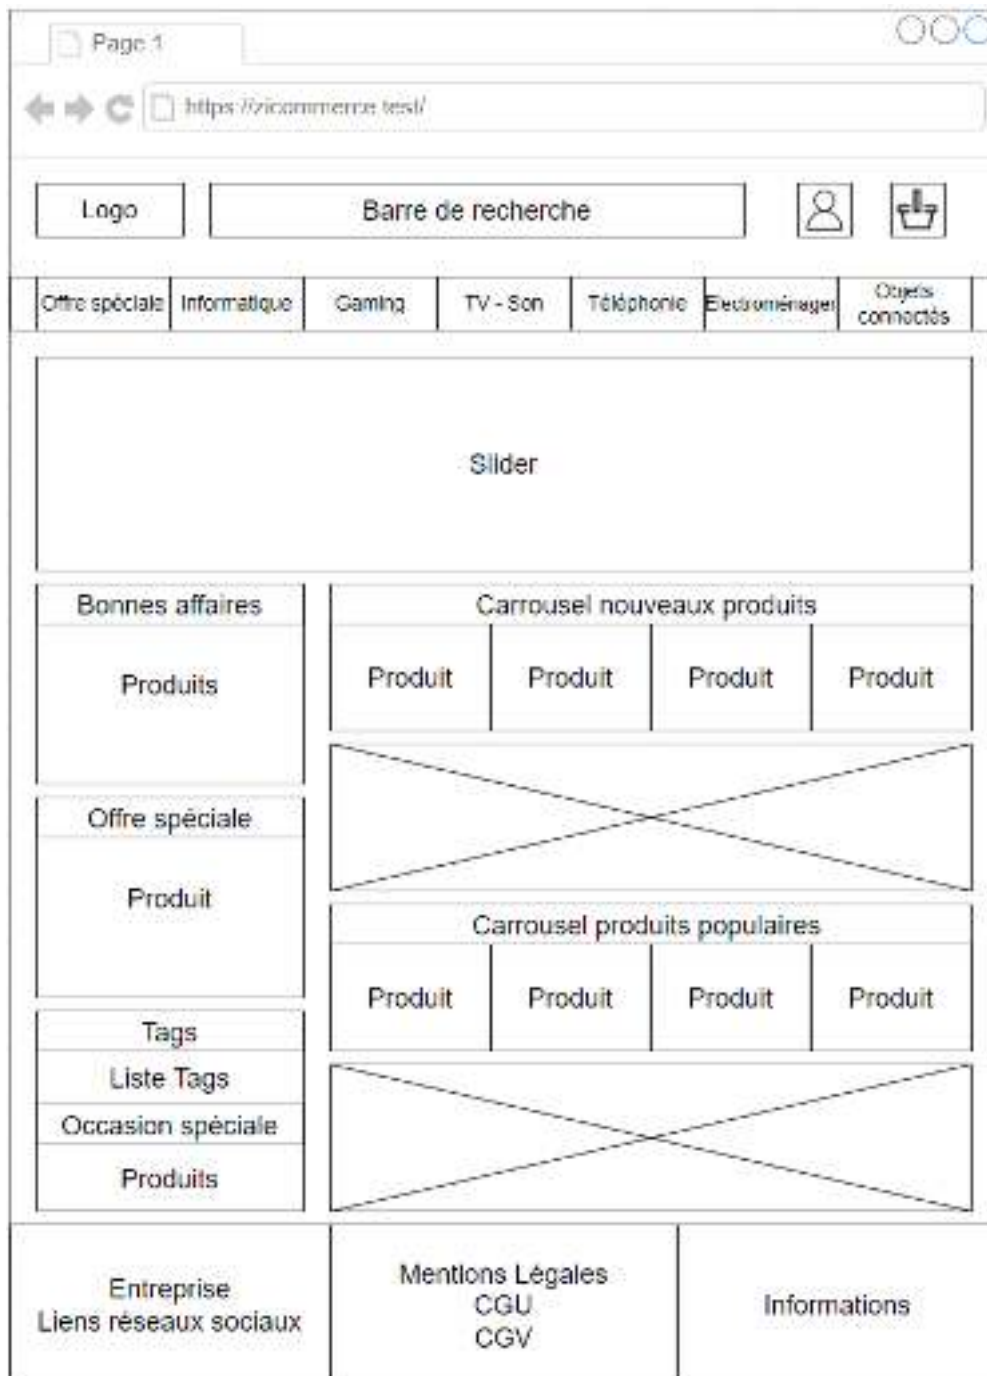 Page 1
https://zicommerce.test/
Logo
Barre de recherche
Offre spéciale
Informatique
Gaming
TV - Son
Téléphonie
Electroménager
Objets
connectés
Slider
Bonnes affaires
Produits
Carrousel nouveaux produits
Produit
Produit
Produit
Produit
Offre spéciale
Produit
Carrousel produits populaires
Produit
Produit
Produit
Produit
Tags
Liste Tags
Occasion spéciale
Produits
Entreprise
Liens réseaux sociaux
Mentions Légales
CGU
CGV
Informations